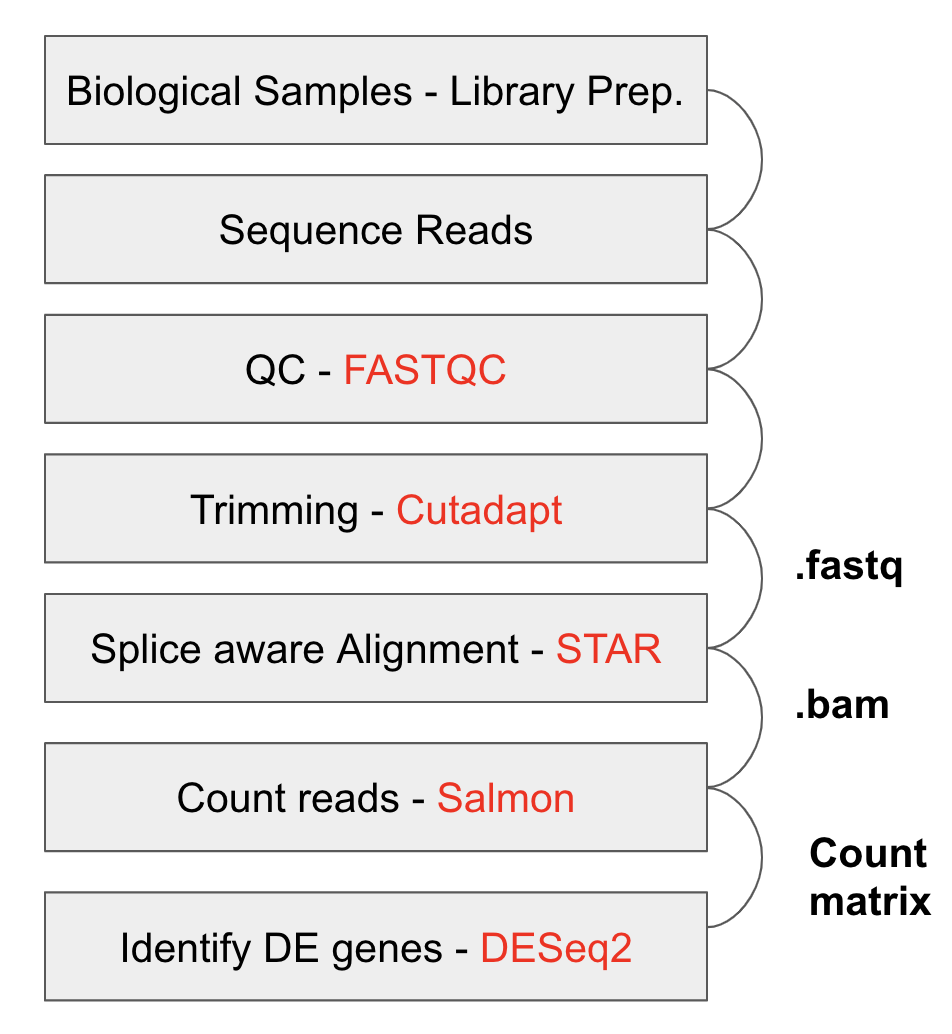 Biological Samples - Library Prep.
Sequence Reads
QC - FASTQC
Trimming - Cutadapt
.fastq
Splice aware Alignment - STAR
.bam
Count reads - Salmon
Count
matrix
Identify DE genes - DESeq2